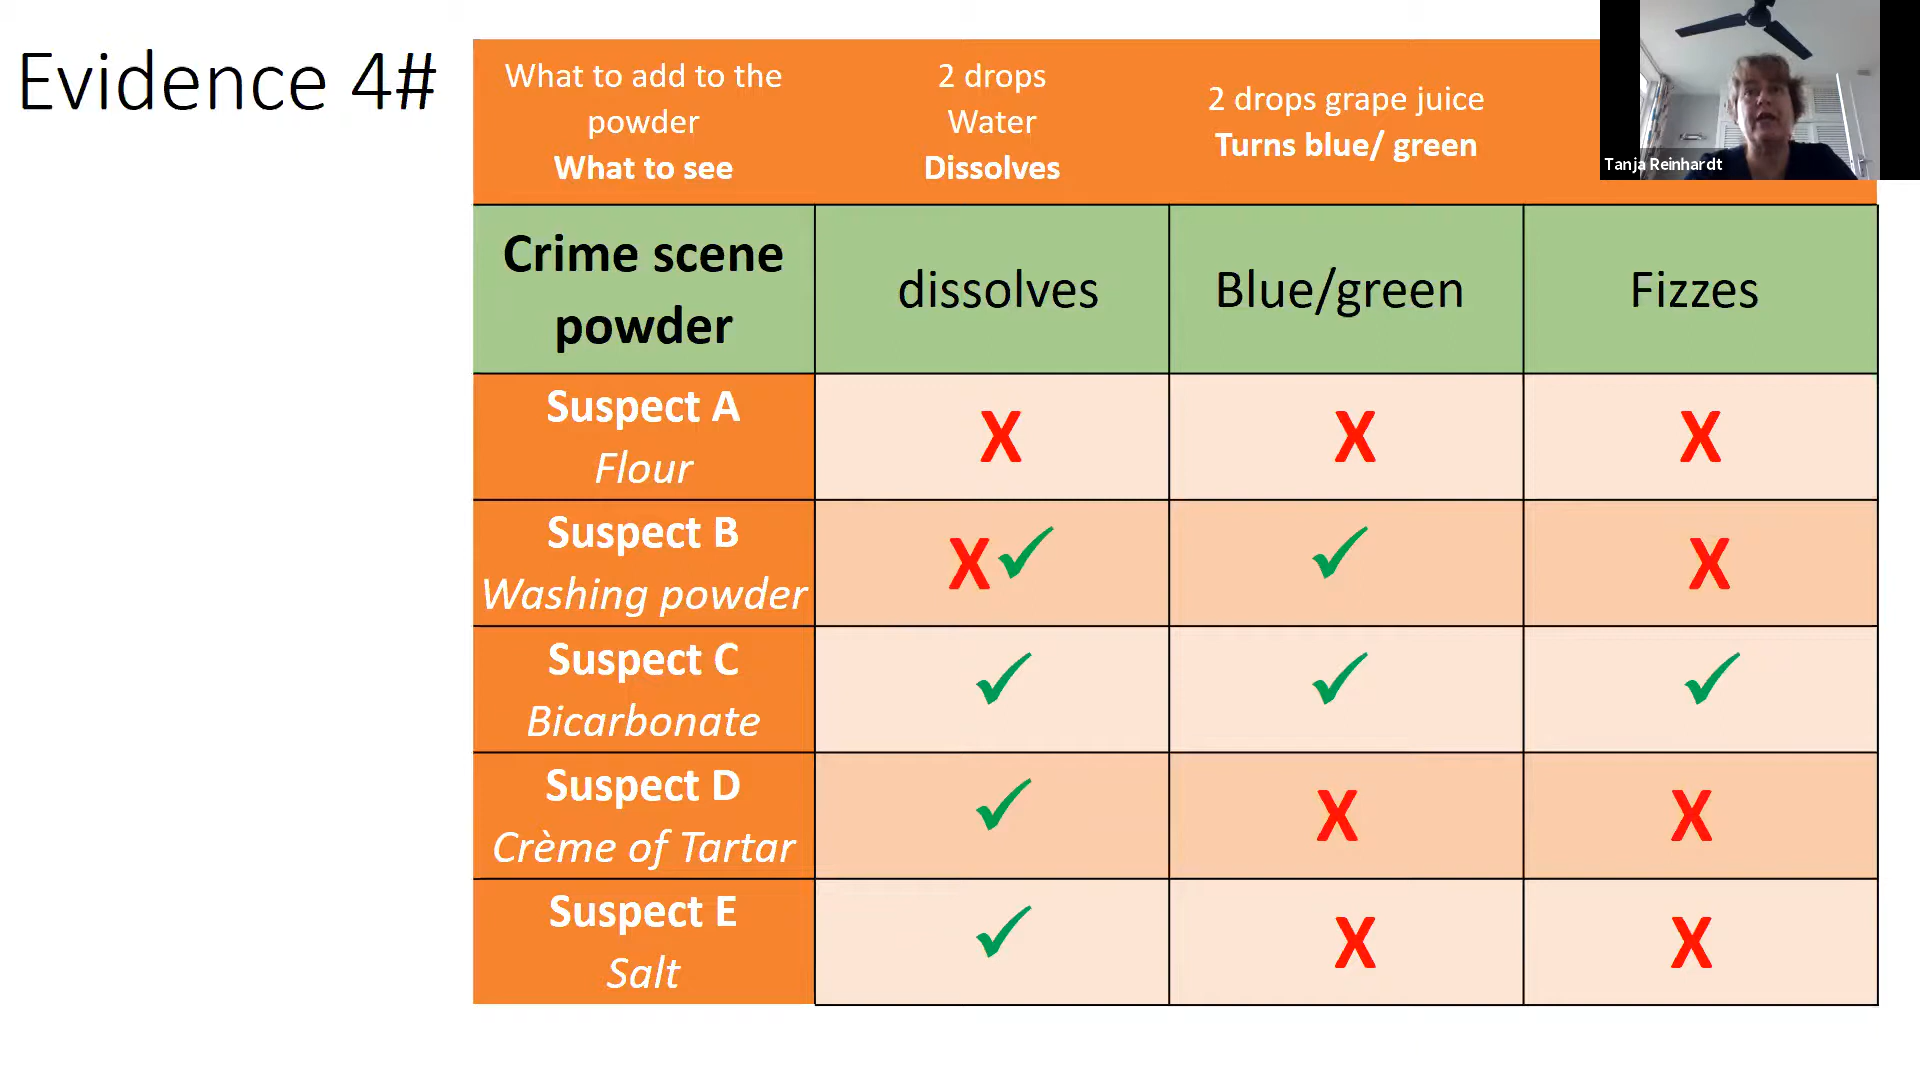 Evidence 4#
What to add to the
powder
What to see
2 drops
Water
Dissolves
2 drops grape juice
Turns blue/ green
Tanja Reinhardt
Crime scene
powder
dissolves
Blue/green
Fizzes
Suspect A
Flour
X
X
X
Suspect B
Washing powder
X✓
✓
X
Suspect C
Bicarbonate
✓
✓
✓
Suspect D
Crème of Tartar
✓
X
X
Suspect E
Salt
✓
X
X